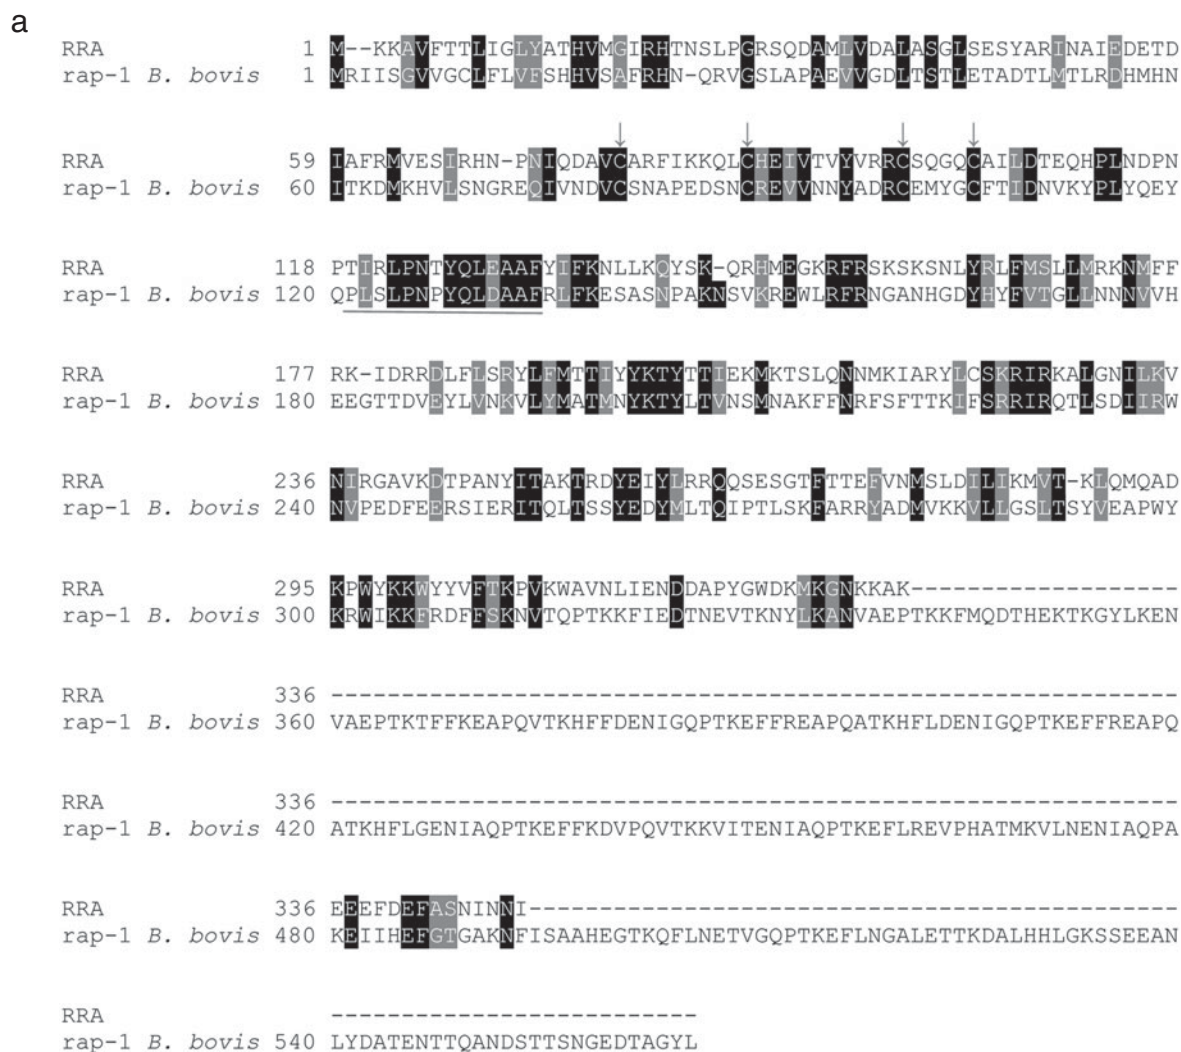 a
RRA 1 M--KKAVFTTLIGLYATHVMGIRHTNSLPGRSQDAMLVDALASGLSESYARINAIEDETD
rap-1 B. bovis 1 MRIISGVVGCLFLVFSHHVSAFRHN-QRVGSLAPAEVVGDLTSTLETADTLMTLRDHMHN
RRA 59 IAFRMVESIRHN-PNIQDAVCARFIKKQLCHEIVTVYVRRCSQGQCAILDTEQHPLNDPN
rap-1 B. bovis 60 ITKDMKHVLSNGREQIVNDVCSNAPEDSNCREVVNNYADRCEMYGCFTIDNVKYPLYQEY
RRA 118 PTIRLPNTYQLEAAFYIFKNLLKQYSK-QRHMEGKRFRSKSKSNLYRLFMSLLMRKNMFF
rap-1 B. bovis 120 QPLSLPNPYQLDAAFRLFKESASNPAKNSVKREWLRFRNGANHGDYHYFVTGLLNNNVVH
RRA 177 RK-IDRRDLFLSRYLFMTTIYYKTYTTIEKMKTSLQNNMKIARYLCSKRIRKALGNILKV
rap-1 B. bovis 180 EEGTTDVEYLVNKVLYMATMNYKTYLTVNSMNAKFFNRFSFTTKIFSRRIRQTLSDIIRW
RRA 236 NIRGAVKDTPANYITAKTRDYEIYLRRQQSESGTFTTEFVNMSLDILIKMVT-KLQMQAD
rap-1 B. bovis 240 NVPEDFEERSIERITQLTSSYEDYMLTQIPTLSKFARRYADMVKKVLLGSLTSYVEAPWY
RRA 295 KPWYKKWYYVFTKPVKWAVNLIENDDAPYGWDKMKGNKKAK-------------------
rap-1 B. bovis 300 KRWIKKFRDFFSKNVTQPTKKFIEDTNEVTKNYLKANVAEPTKKFMQDTHEKTKGYLKEN
RRA 336 ------------------------------------------------------------
rap-1 B. bovis 360 VAEPTKTFFKEAPQVTKHFFDENIGQPTKEFFREAPQATKHFLDENIGQPTKEFFREAPQ
RRA 336 ------------------------------------------------------------
rap-1 B. bovis 420 ATKHFLGENIAQPTKEFFKDVPQVTKKVITENIAQPTKEFLREVPHATMKVLNENIAQPA
RRA 336 EEEFDEFASNINNI----------------------------------------------
rap-1 B. bovis 480 KEIIHEFGTGAKNFISAAHEGTKQFLNETVGQPTKEFLNGALETTKDALHHLGKSSEEAN
RRA --------------------------
rap-1 B. bovis 540 LYDATENTTQANDSTTSNGEDTAGYL